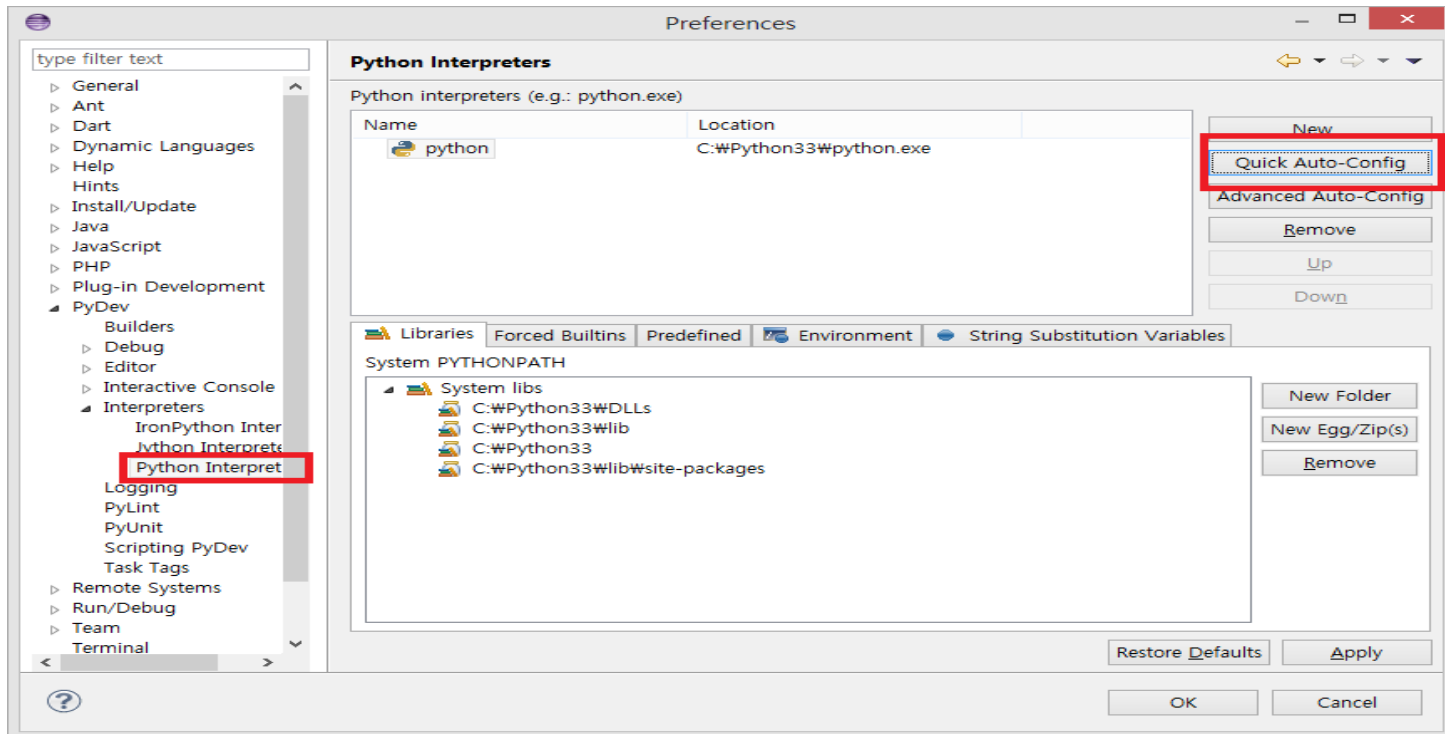 Preferences
type filter text
General
Ant
Dart
Dynamic Languages
Help
Hints
Install/Update
Java
JavaScript
PHP
Plug-in Development
PyDev
Builders
Debug
Editor
Interactive Console
Interpreters
IronPython Inter
Jython Interprete
Python Interpret
Logging
PyLint
PyUnit
Scripting PyDev
Task Tags
Remote Systems
Run/Debug
Team
Terminal
Python Interpreters
Python interpreters (e.g.: python.exe)
Name Location
python C:₩Python33₩python.exe
New
Quick Auto-Config
Advanced Auto-Config
Remove
Up
Down
Libraries Forced Builtins Predefined Environment String Substitution Variables
System PYTHONPATH
System libs
C:₩Python33₩DLLs
C:₩Python33₩lib
C:₩Python33
C:₩Python33₩lib₩site-packages
New Folder
New Egg/Zip(s)
Remove
Restore Defaults Apply
OK Cancel